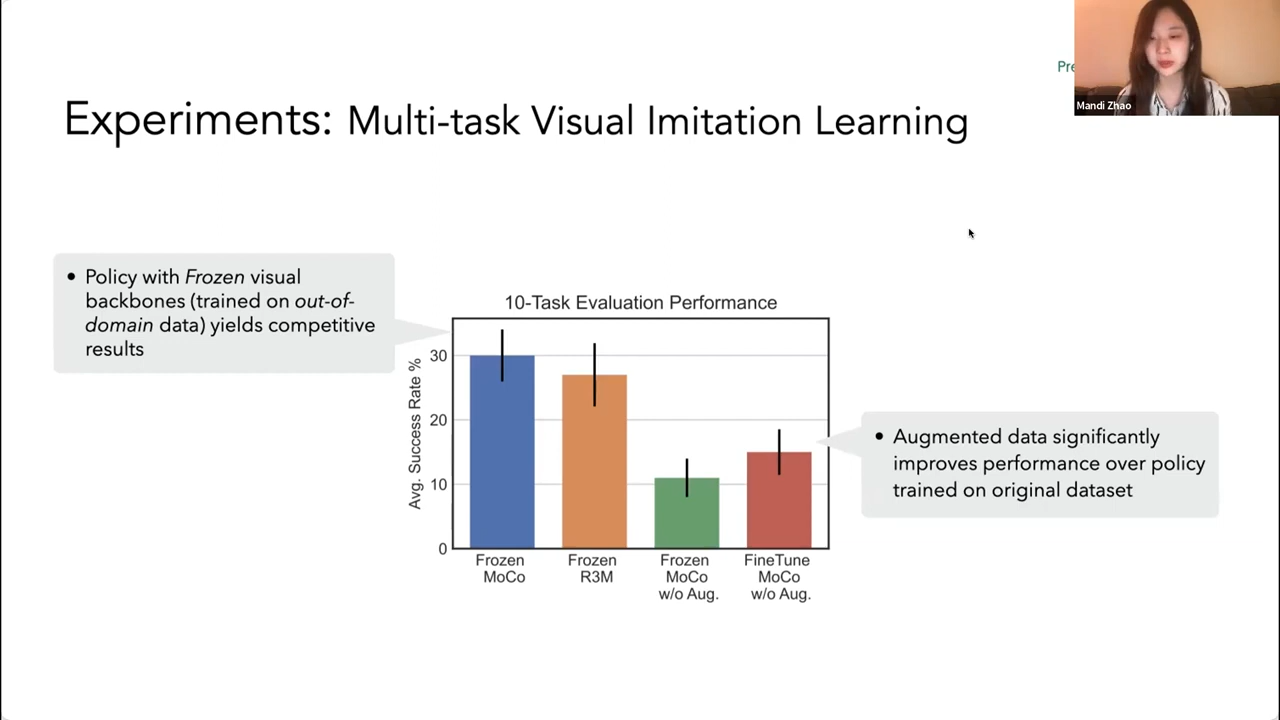 Pre
Mandi Zhao
Experiments: Multi-task Visual Imitation Learning
• Policy with Frozen visual
backbones (trained on out-of-
domain data) yields competitive
results
10-Task Evaluation Performance
Avg. Success Rate %
30
20
10
0
Frozen MoCo
Frozen R3M
Frozen MoCo w/o Aug.
FineTune MoCo w/o Aug.
• Augmented data significantly
improves performance over policy
trained on original dataset